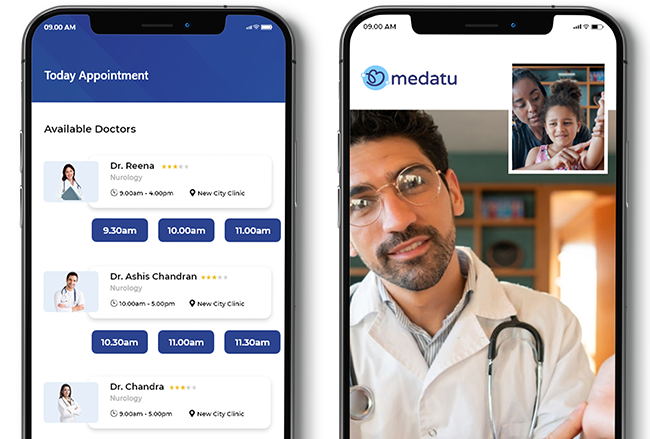 09.00 AM
Today Appointment
Available Doctors
Dr. Reena
Nurology
9.00am - 4.00pm New City Clinic
9.30am 10.00am 11.00am
Dr. Ashis Chandran
Nurology
10.00am - 5.00pm New City Clinic
10.30am 11.00am 11.30am
Dr. Chandra
Nurology
9.00am - 5.00pm New City Clinic
09.00 AM
medatu